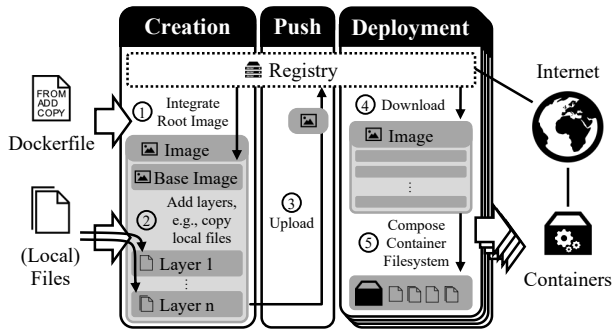 Creation
Push
Deployment
Registry
Internet
FROM
ADD
COPY
Dockerfile
1
Integrate
Root Image
4
Download
Image
Image
Base Image
⋮
2
Add layers,
e.g., copy
local files
3
Upload
5
Compose
Container
Filesystem
(Local)
Files
Layer 1
⋮
Layer n
Containers